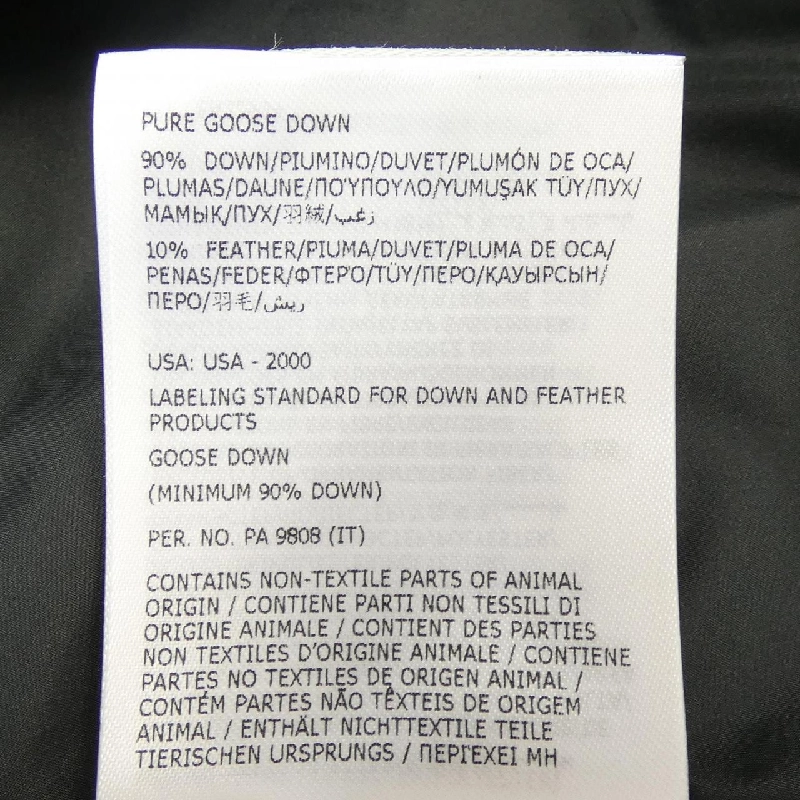 PURE GOOSE DOWN
90% DOWN/PIUMINO/DUVET/PLUMÓN DE OCA/
PLUMAS/DAUNE/ΠΟΎΠΟΥΛΟ/YUMUŞAK TÜY/ПУХ/
МАМЫҚ/ПУХ/羽絨/زغب
10% FEATHER/PIUMA/DUVET/PLUMA DE OCA/
PENAS/FEDER/ΦΤΕΡΌ/TÜY/ПЕРО/ҚАУЫРСЫН/
ПЕРО/羽毛/ریش
USA: USA - 2000
LABELING STANDARD FOR DOWN AND FEATHER
PRODUCTS
GOOSE DOWN
(MINIMUM 90% DOWN)
PER. NO. PA 9808 (IT)
CONTAINS NON-TEXTILE PARTS OF ANIMAL
ORIGIN / CONTIENE PARTI NON TESSILI DI
ORIGINE ANIMALE / CONTIENT DES PARTIES
NON TEXTILES D'ORIGINE ANIMALE / CONTIENE
PARTES NO TEXTILES DE ORIGEN ANIMAL /
CONTÉM PARTES NÃO TÊXTEIS DE ORIGEM
ANIMAL / ENTHÄLT NICHTTEXTILE TEILE
TIERISCHEN URSPRUNGS / ΠΕΡΙΈΧΕΙ ΜΗ